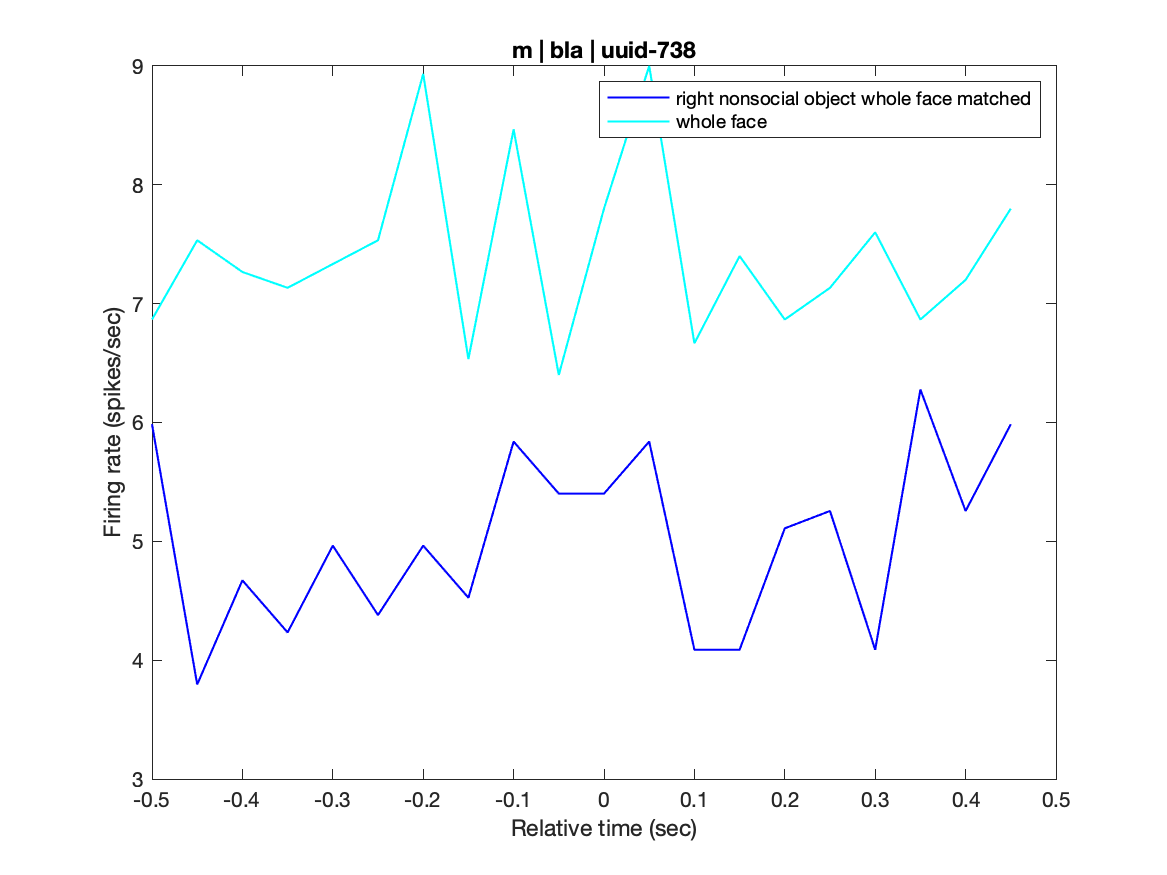 m | bla | uuid-738
right nonsocial object whole face matched
whole face
Firing rate (spikes/sec)
9
8
7
6
5
4
3
-0.5 -0.4 -0.3 -0.2 -0.1 0 0.1 0.2 0.3 0.4 0.5
Relative time (sec)